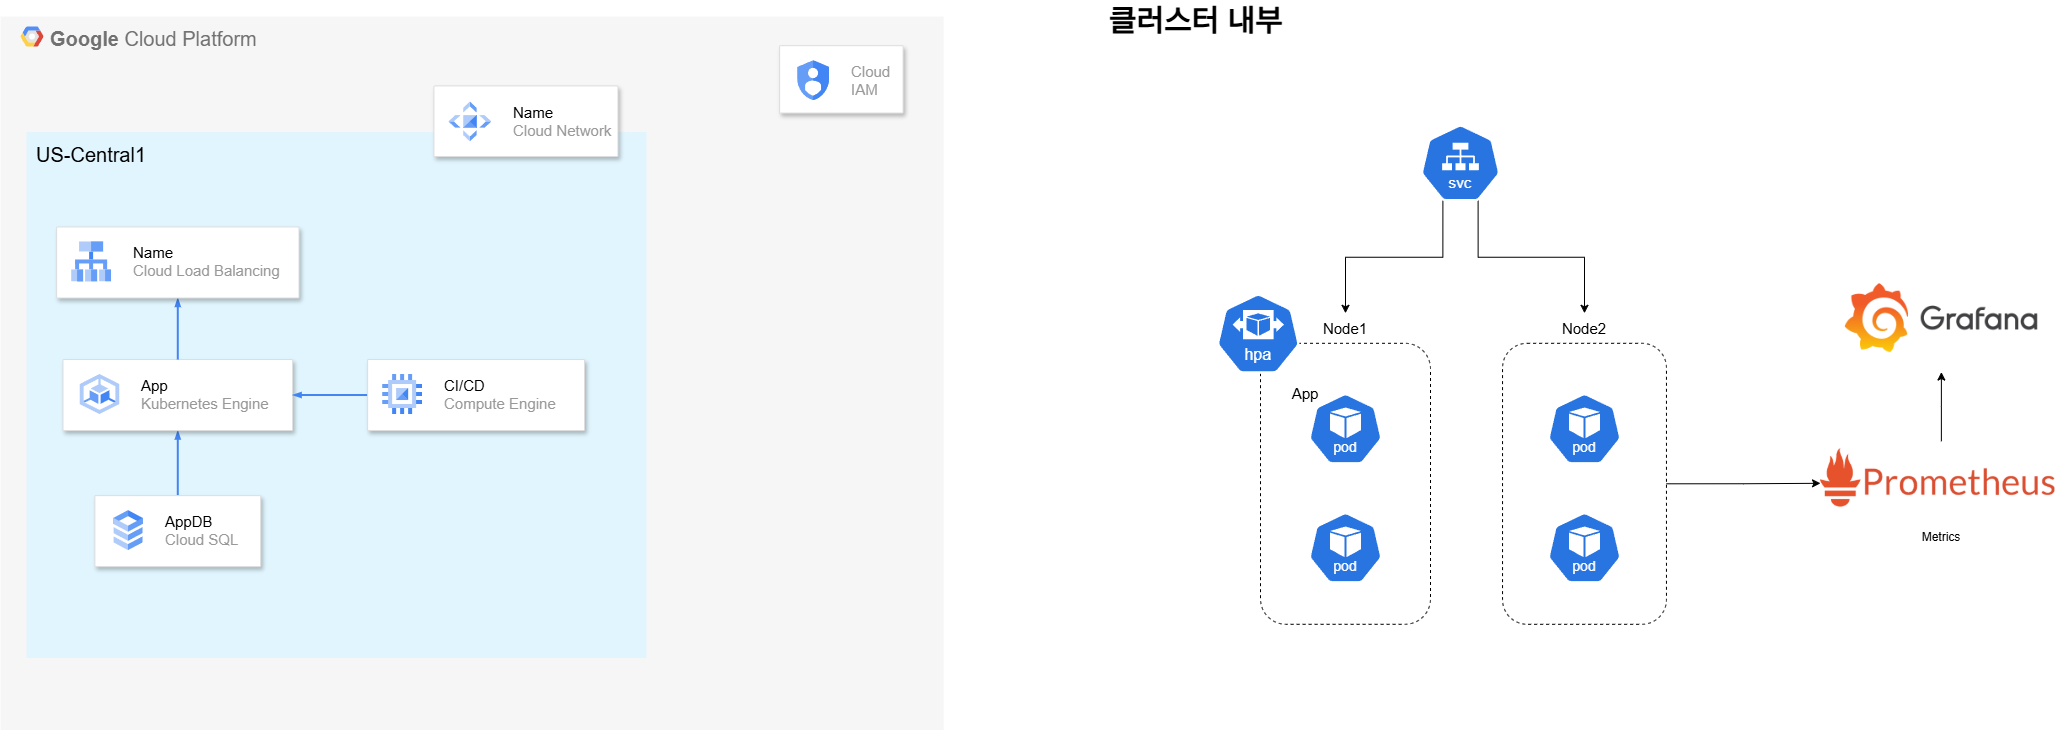 Google Cloud Platform
Cloud
IAM
Name
Cloud Network
US-Central1
Name
Cloud Load Balancing
App
Kubernetes Engine
CI/CD
Compute Engine
AppDB
Cloud SQL
클러스터 내부
svc
hpa
Node1
Node2
App
pod
pod
pod
pod
Grafana
Prometheus
Metrics